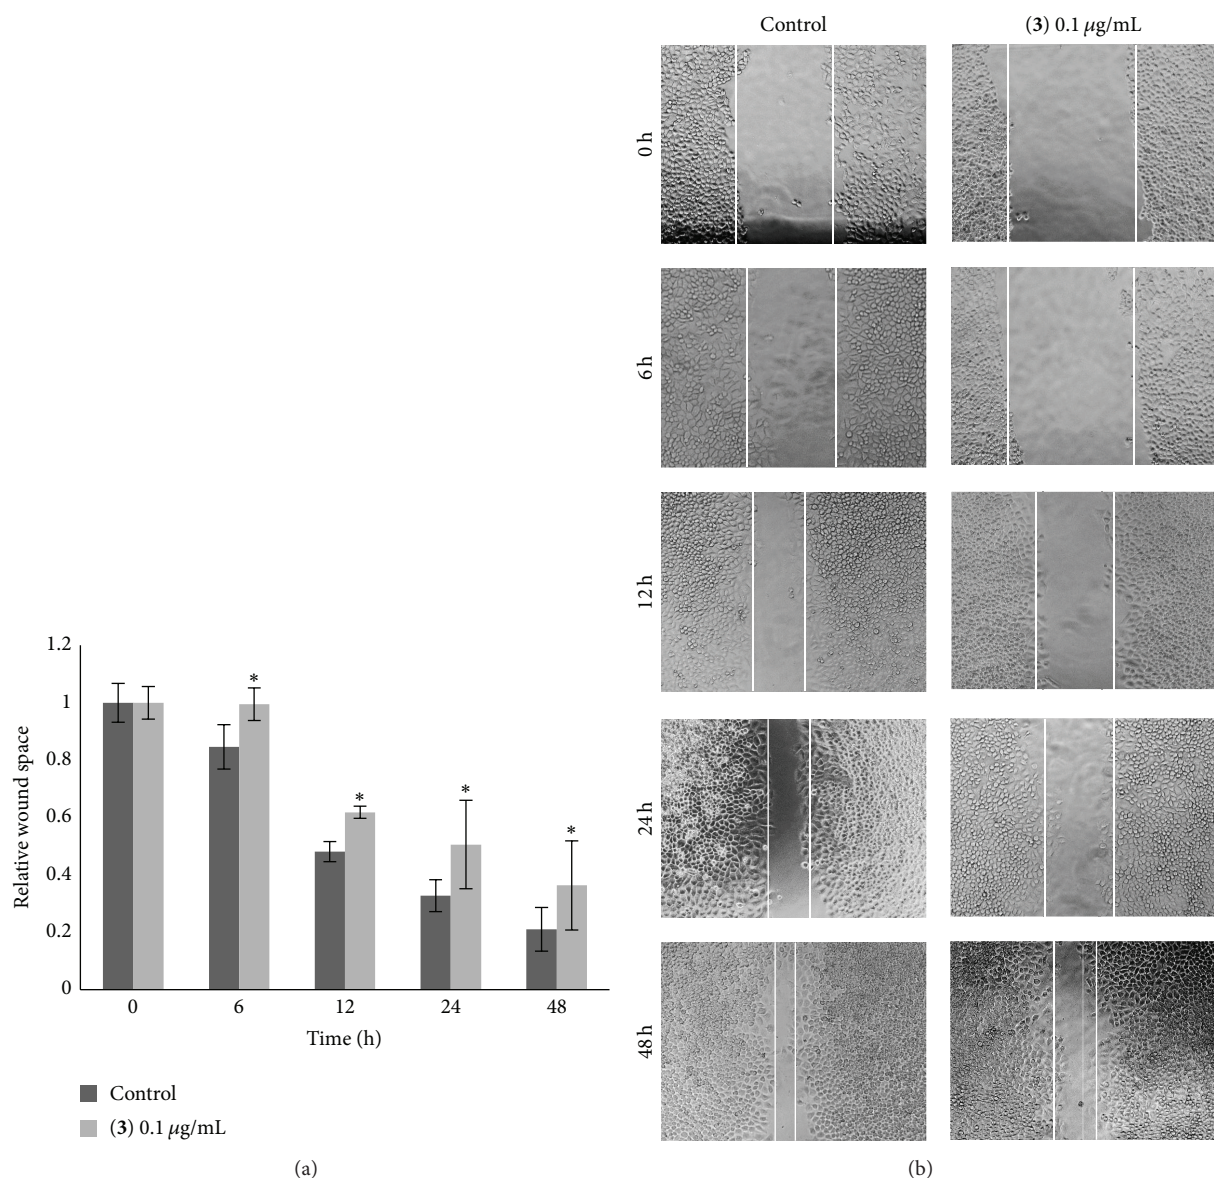 Control
(3) 0.1 μg/mL
0 h
6 h
12 h
24 h
48 h
1.2
1
0.8
0.6
0.4
0.2
0
Relative wound space
*
*
*
*
0 6 12 24 48
Time (h)
Control
(3) 0.1 μg/mL
(a)
(b)